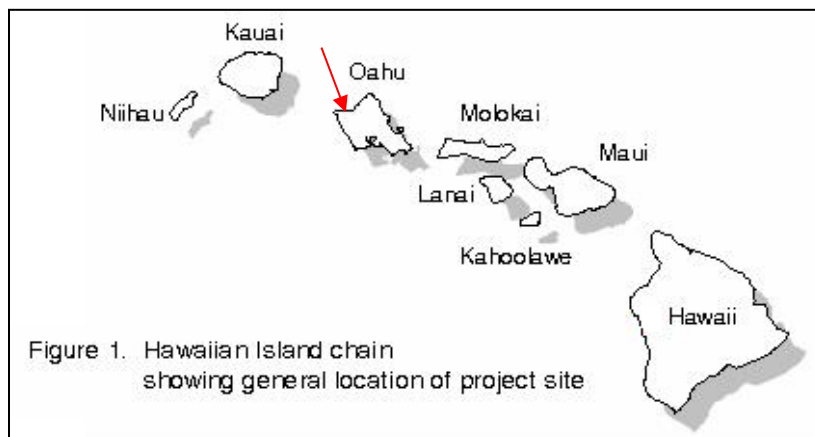 Kauai
Oahu
Niihau
Molokai
Maui
Lanai
Kahoolawe
Hawaii
Figure 1. Hawaiian Island chain
showing general location of project site